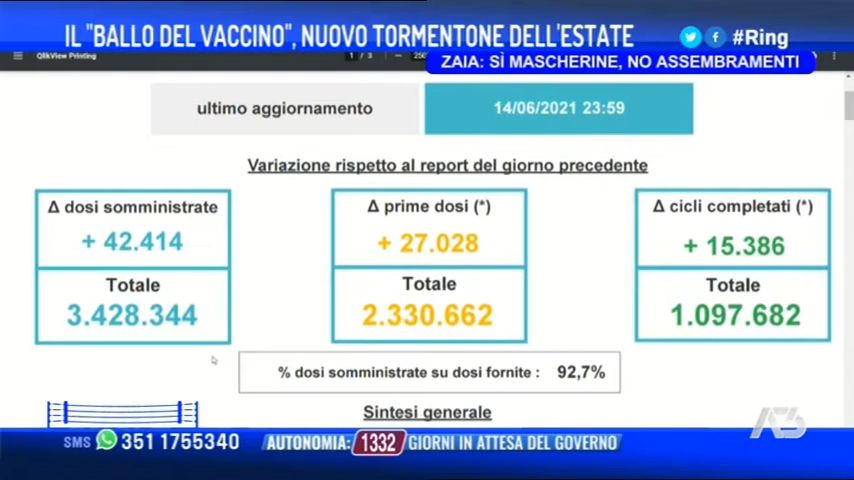 IL "BALLO DEL VACCINO", NUOVO TORMENTONE DELL'ESTATE
#Ring
QlikView Printing
1 / 3
ZAIA: SÌ MASCHERINE, NO ASSEMBRAMENTI
ultimo aggiornamento
14/06/2021 23:59
Variazione rispetto al report del giorno precedente
Δ dosi somministrate
+ 42.414
Totale
3.428.344
Δ prime dosi (*)
+ 27.028
Totale
2.330.662
Δ cicli completati (*)
+ 15.386
Totale
1.097.682
% dosi somministrate su dosi fornite : 92,7%
Sintesi generale
SMS 351 1755340
AUTONOMIA: 1332 GIORNI IN ATTESA DEL GOVERNO